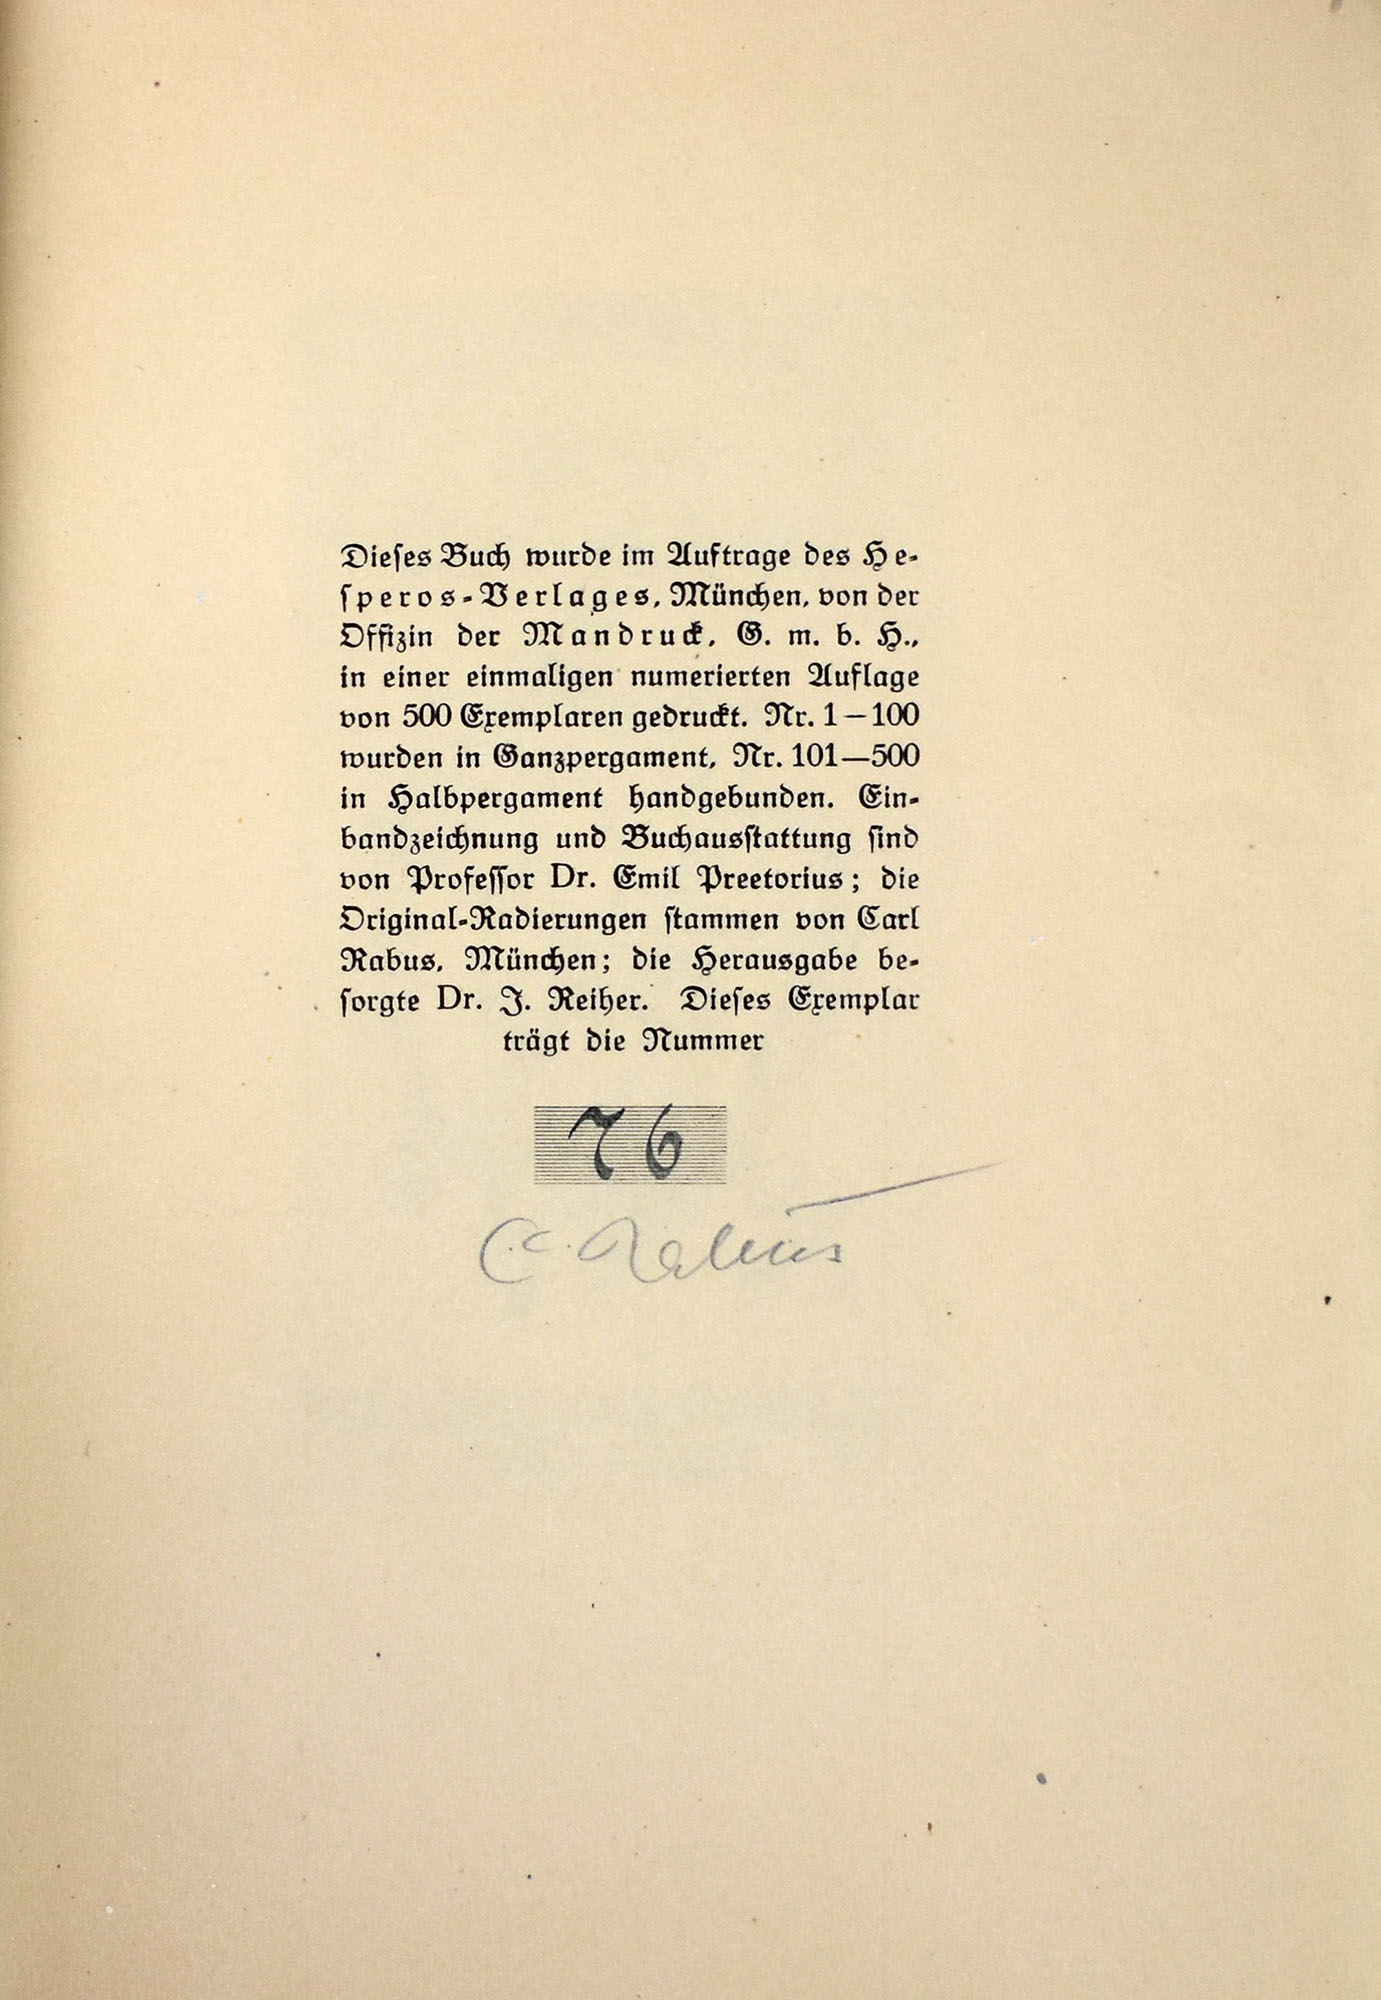 Dieses Buch wurde im Auftrage des He-
speros-Verlages, München, von der
Offizin der Mandruck, G. m. b. H.,
in einer einmaligen numerierten Auflage
von 500 Exemplaren gedruckt. Nr. 1—100
wurden in Ganzpergament, Nr. 101—500
in Halbpergament handgebunden. Ein-
bandzeichnung und Buchausstattung sind
von Professor Dr. Emil Preetorius; die
Original-Radierungen stammen von Carl
Rabus, München; die Herausgabe be-
sorgte Dr. J. Reiher. Dieses Exemplar
trägt die Nummer
76
C. Rabus